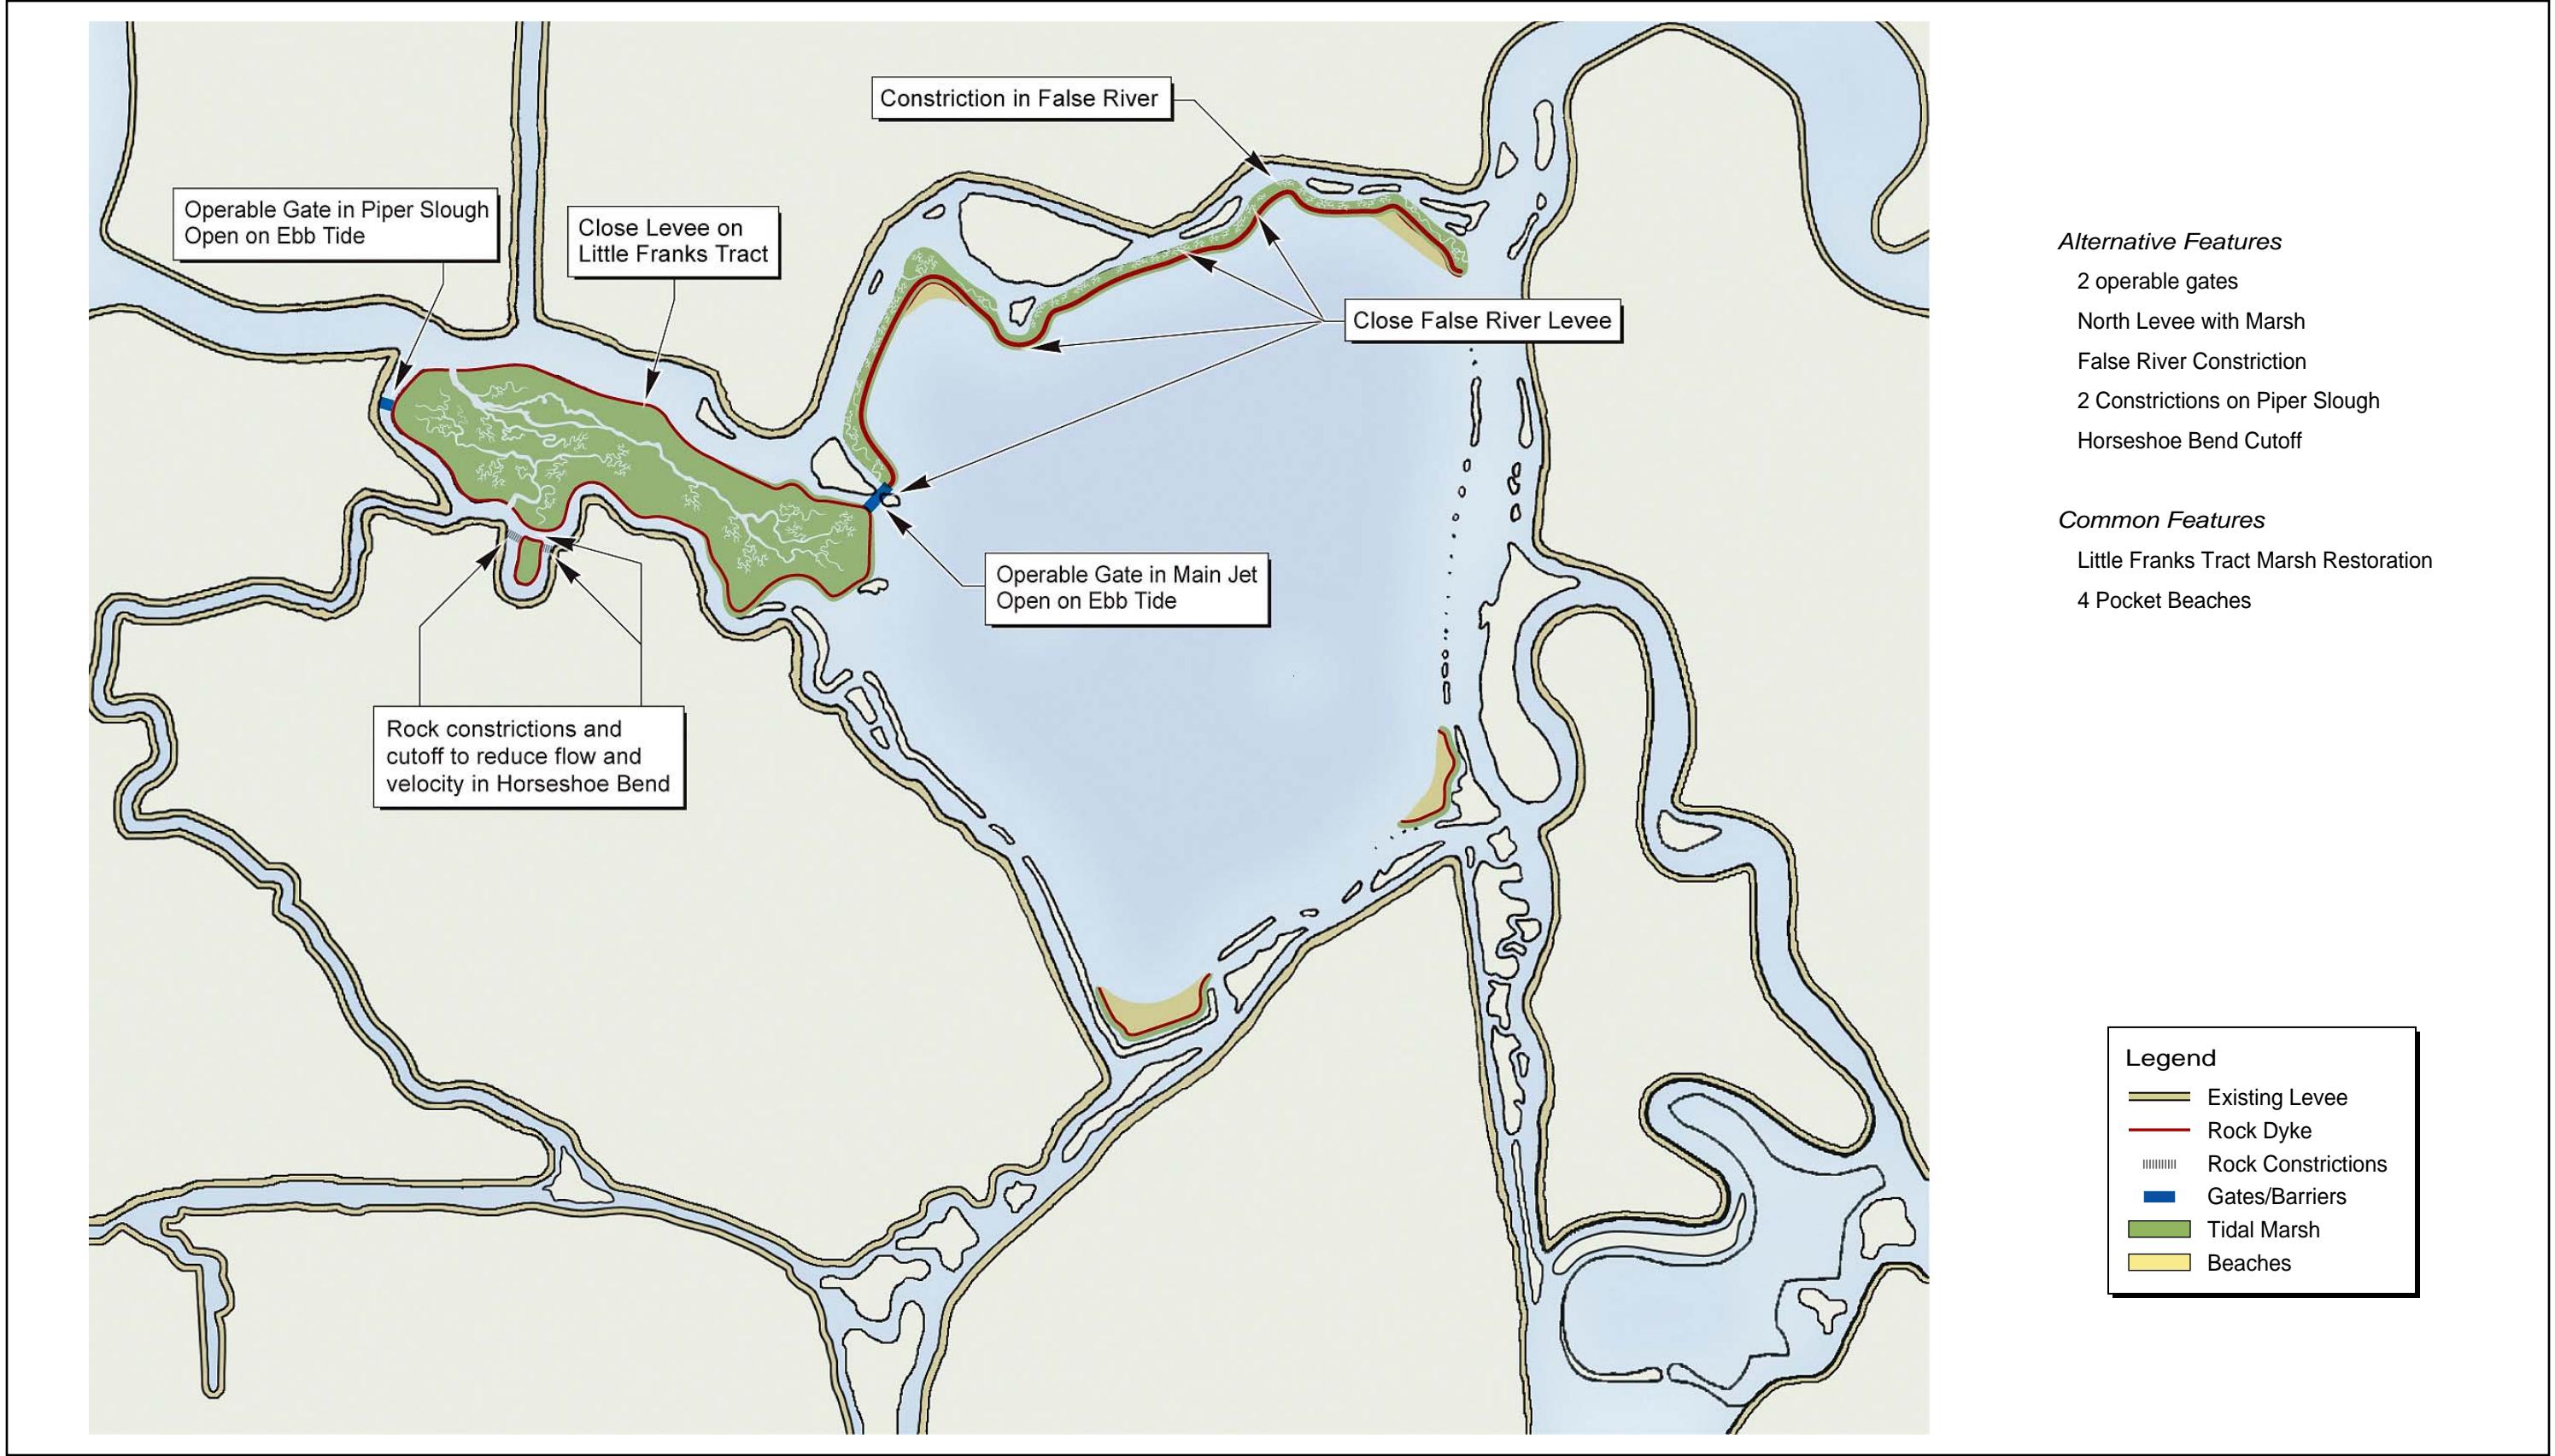 Constriction in False River
Operable Gate in Piper Slough
Open on Ebb Tide
Close Levee on
Little Franks Tract
Close False River Levee
Operable Gate in Main Jet
Open on Ebb Tide
Rock constrictions and
cutoff to reduce flow and
velocity in Horseshoe Bend
Alternative Features
2 operable gates
North Levee with Marsh
False River Constriction
2 Constrictions on Piper Slough
Horseshoe Bend Cutoff
Common Features
Little Franks Tract Marsh Restoration
4 Pocket Beaches
Legend
Existing Levee
Rock Dyke
Rock Constrictions
Gates/Barriers
Tidal Marsh
Beaches